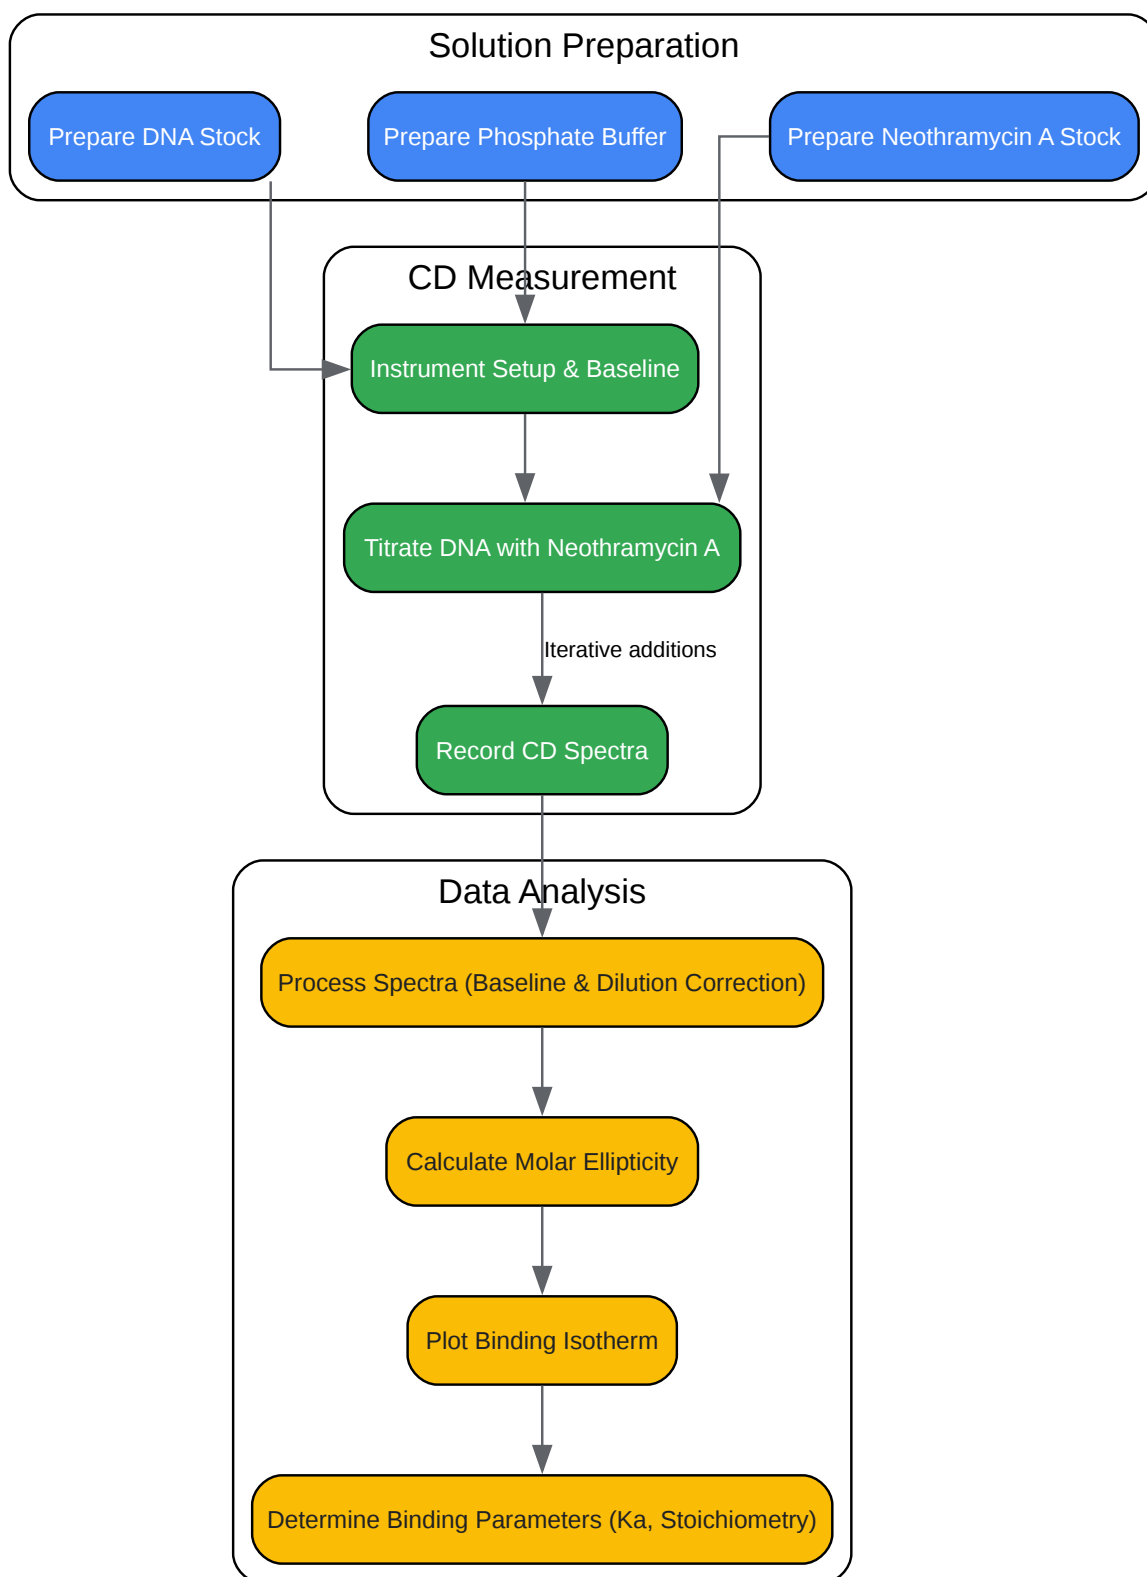 Solution Preparation
Prepare DNA Stock
Prepare Phosphate Buffer
Prepare Neothramycin A Stock
CD Measurement
Instrument Setup & Baseline
Titrate DNA with Neothramycin A
Iterative additions
Record CD Spectra
Data Analysis
Process Spectra (Baseline & Dilution Correction)
Calculate Molar Ellipticity
Plot Binding Isotherm
Determine Binding Parameters (Ka, Stoichiometry)